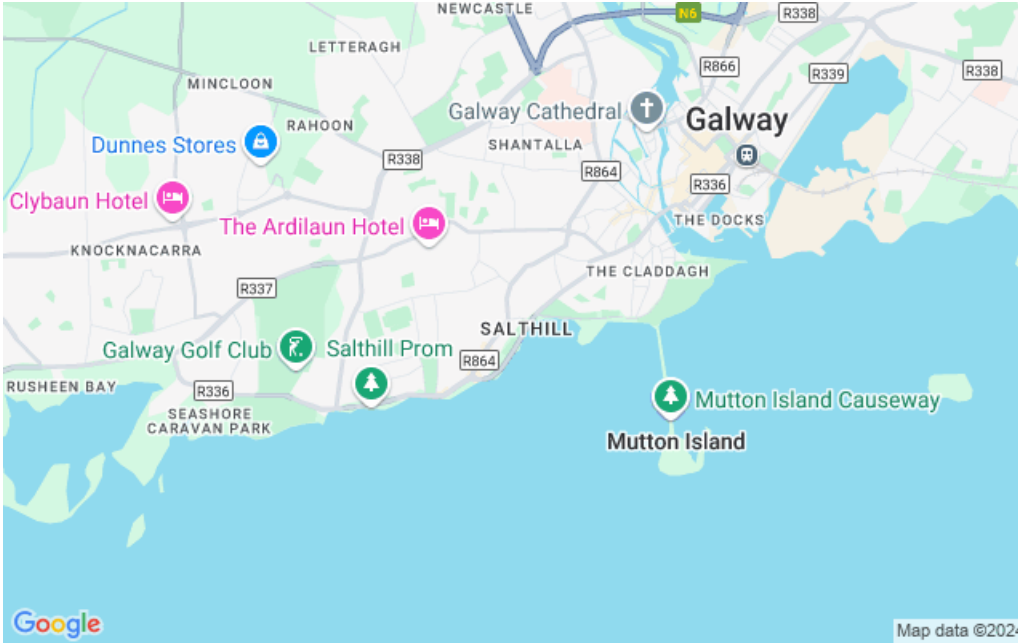 NEWCASTLE
N6
R338
LETTERAGH
R866
R339
R338
MINCLOON
Galway Cathedral
Galway
RAHOON
Dunnes Stores
SHANTALLA
R338
R864
R336
Clybaun Hotel
The Ardilaun Hotel
THE DOCKS
KNOCKNACARRA
THE CLADDAGH
R337
SALTHILL
Galway Golf Club
Salthill Prom
R864
RUSHEEN BAY
R336
Mutton Island Causeway
SEASHORE
CARAVAN PARK
Mutton Island
Google
Map data ©2024